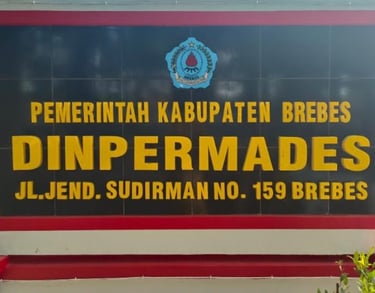 PEMERINTAH KABUPATEN BREBES
DINPERMADES
JL.JEND. SUDIRMAN NO. 159 BREBES